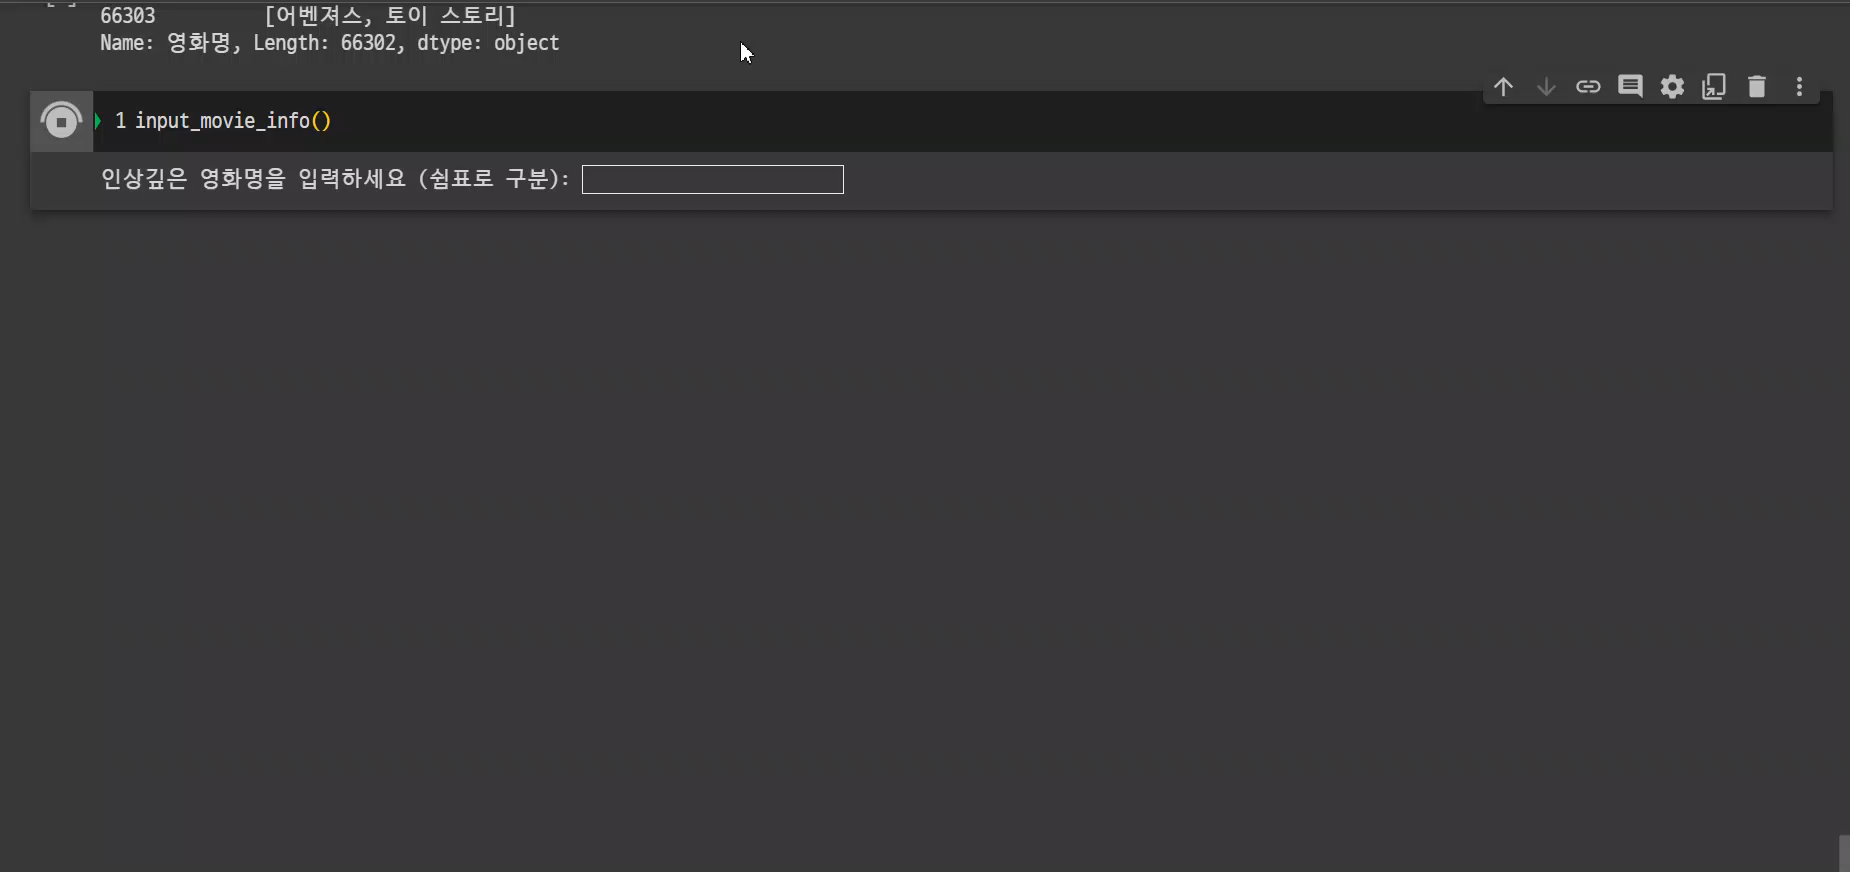 66303 [어벤져스, 토이 스토리]
Name: 영화명, Length: 66302, dtype: object
1 input_movie_info()
인상깊은 영화명을 입력하세요 (쉼표로 구분):